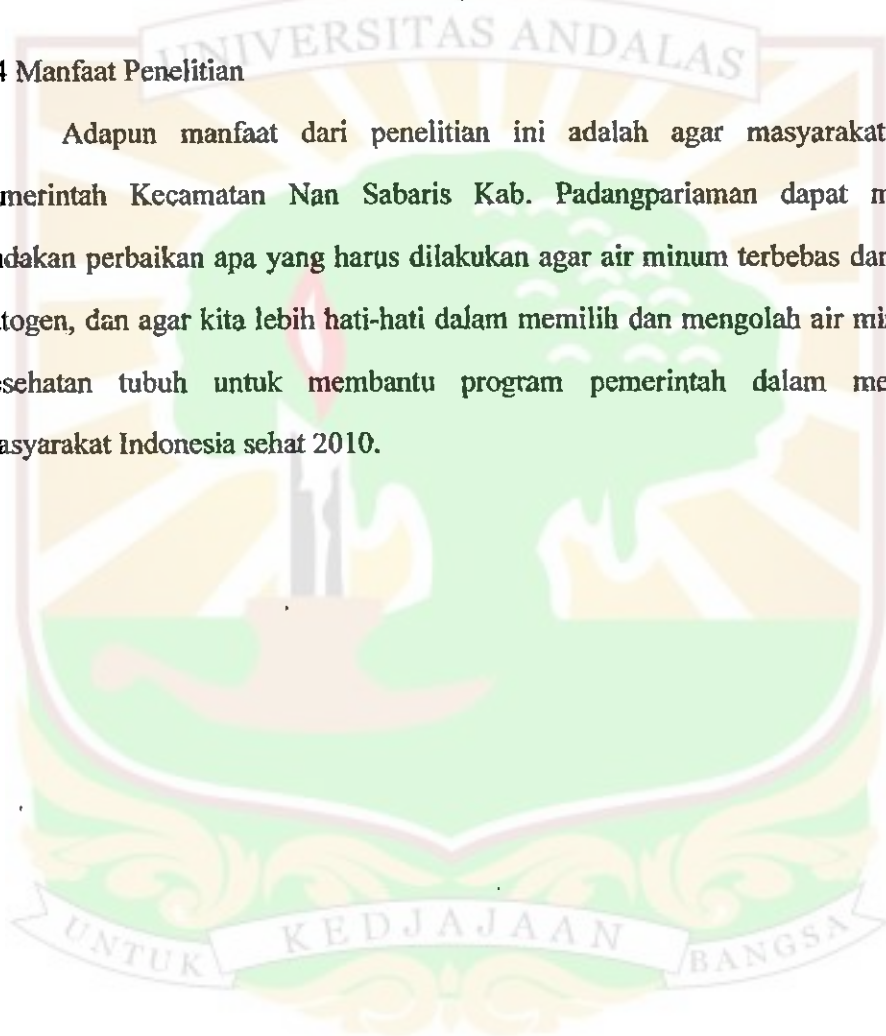 UNIVERSITAS ANDALAS
4 Manfaat Penelitian
Adapun manfaat dari penelitian ini adalah agar masyarakat
merintah Kecamatan Nan Sabaris Kab. Padangpariaman dapat m
dakan perbaikan apa yang harus dilakukan agar air minum terbebas dar
togen, dan agar kita lebih hati-hati dalam memilih dan mengolah air mi
sehatan tubuh untuk membantu program pemerintah dalam me
asyarakat Indonesia sehat 2010.
UNTUK KEDJAJAAN BANGSA